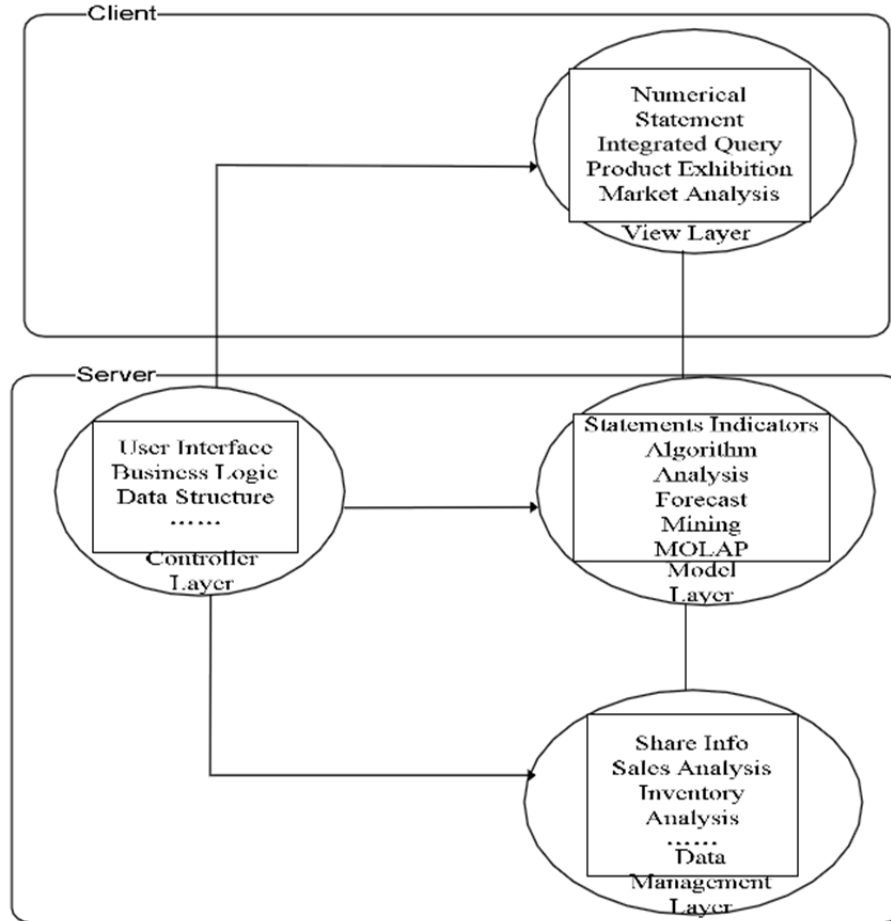 Client
Numerical
Statement
Integrated Query
Product Exhibition
Market Analysis
View Layer
Server
User Interface
Business Logic
Data Structure
……
Controller
Layer
Statements Indicators
Algorithm
Analysis
Forecast
Mining
MOLAP
Model
Layer
Share Info
Sales Analysis
Inventory
Analysis
……
Data
Management
Layer